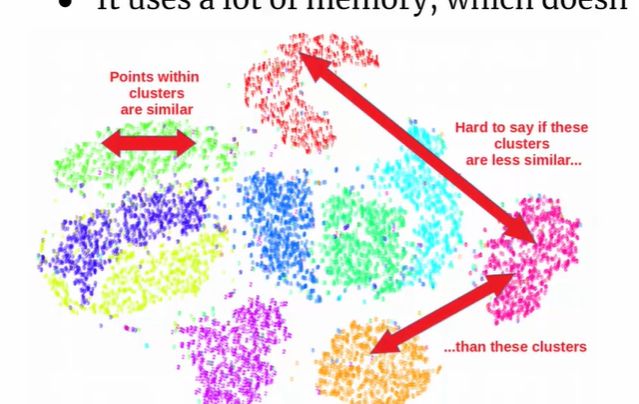 ● It uses a lot of memory, which doesn
Points within
clusters
are similar
Hard to say if these
clusters
are less similar...
...than these clusters